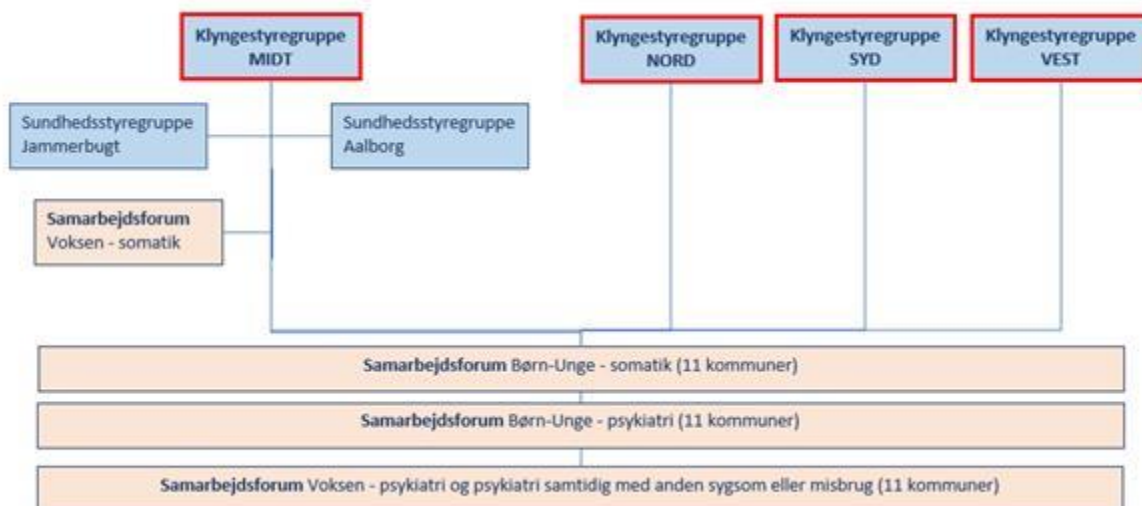 Klyngestyregruppe
MIDT
Klyngestyregruppe
NORD
Klyngestyregruppe
SYD
Klyngestyregruppe
VEST
Sundhedsstyregruppe
Jammerbugt
Sundhedsstyregruppe
Aalborg
Samarbejdsforum
Voksen - somatik
Samarbejdsforum Børn-Unge - somatik (11 kommuner)
Samarbejdsforum Børn-Unge - psykiatri (11 kommuner)
Samarbejdsforum Voksen - psykiatri og psykiatri samtidig med anden sygsom eller misbrug (11 kommuner)